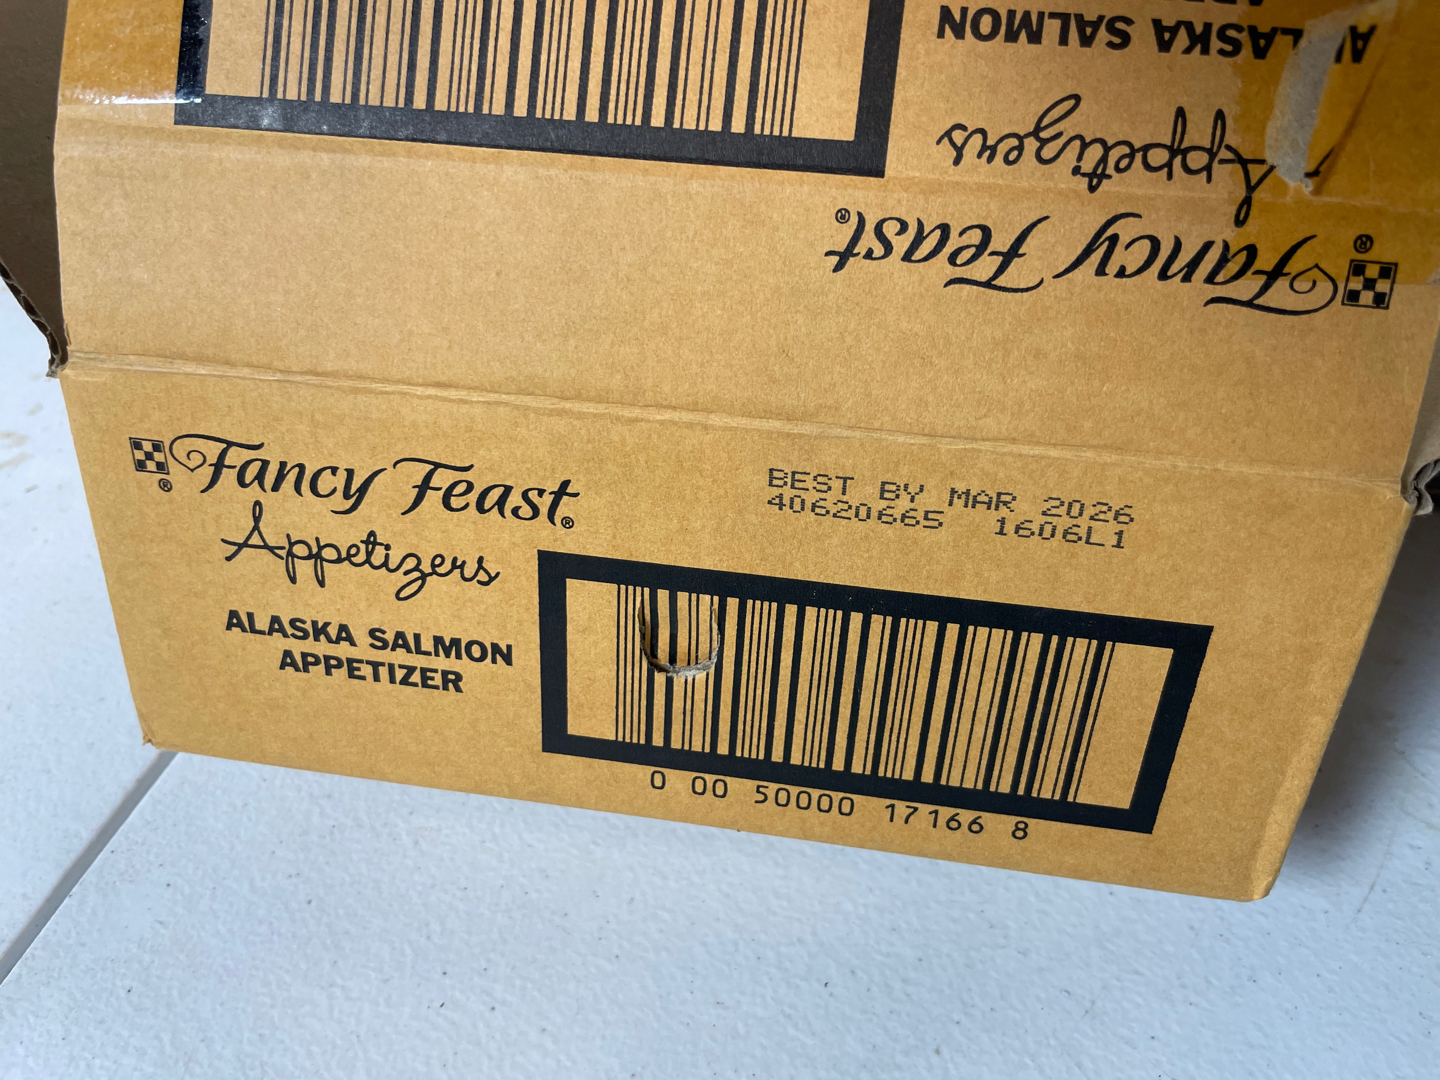 ALASKA SALMON
Appetizers
Fancy Feast®
®
Fancy Feast®
®
Appetizers
ALASKA SALMON
APPETIZER
BEST BY MAR 2026
40620665 1606L1
0 00 50000 17166 8